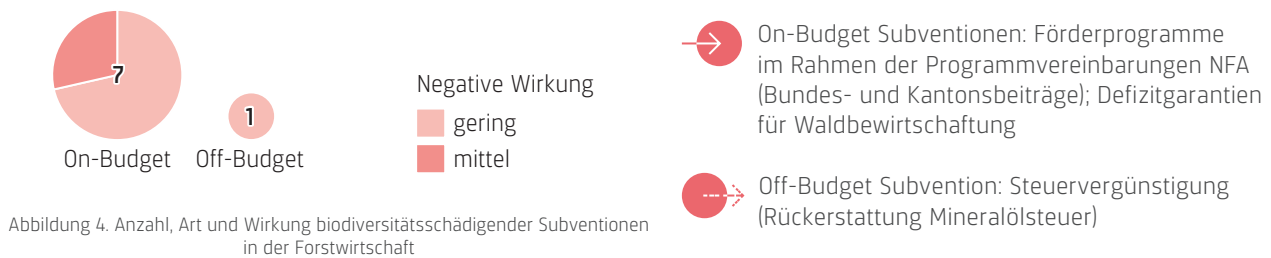 7
1
On-Budget
Off-Budget
Negative Wirkung
gering
mittel
Abbildung 4. Anzahl, Art und Wirkung biodiversitätsschädigender Subventionen
in der Forstwirtschaft
On-Budget Subventionen: Förderprogramme
im Rahmen der Programmvereinbarungen NFA
(Bundes- und Kantonsbeiträge); Defizitgarantien
für Waldbewirtschaftung
Off-Budget Subvention: Steuervergünstigung
(Rückerstattung Mineralölsteuer)